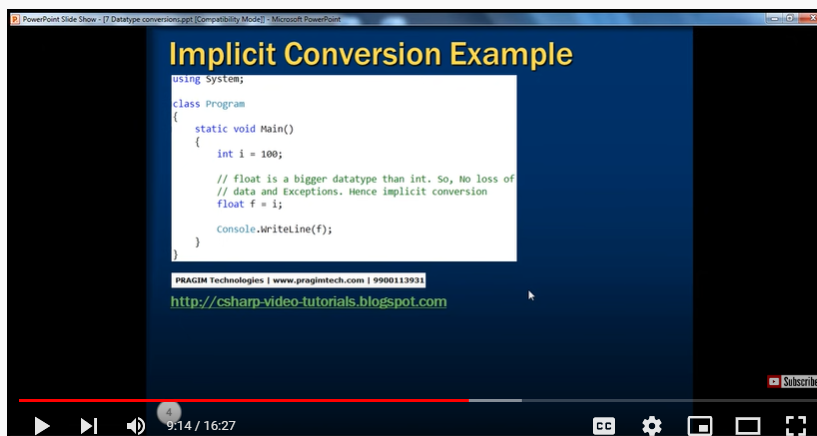 PowerPoint Slide Show - [7 Datatype conversions.ppt [Compatibility Mode]] - Microsoft PowerPoint
Implicit Conversion Example
using System;
class Program
{
static void Main()
{
int i = 100;
// float is a bigger datatype than int. So, No loss of
// data and Exceptions. Hence implicit conversion
float f = i;
Console.WriteLine(f);
}
}
PRAGIM Technologies | www.pragimtech.com | 9900113931
http://csharp-video-tutorials.blogspot.com
Subscribe
4
9:14 / 16:27
CC